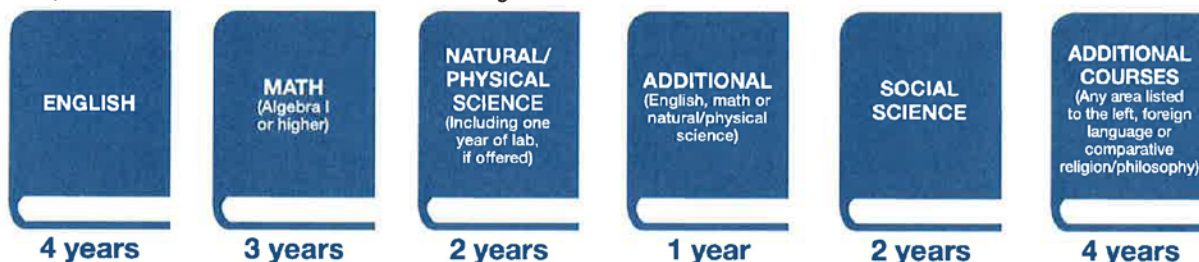 ENGLISH
4 years
MATH
(Algebra I
or higher)
3 years
NATURAL/
PHYSICAL
SCIENCE
(Including one
year of lab,
if offered)
2 years
ADDITIONAL
(English, math or
natural/physical
science)
1 year
SOCIAL
SCIENCE
2 years
ADDITIONAL
COURSES
(Any area listed
to the left, foreign
language or
comparative
religion/philosophy)
4 years